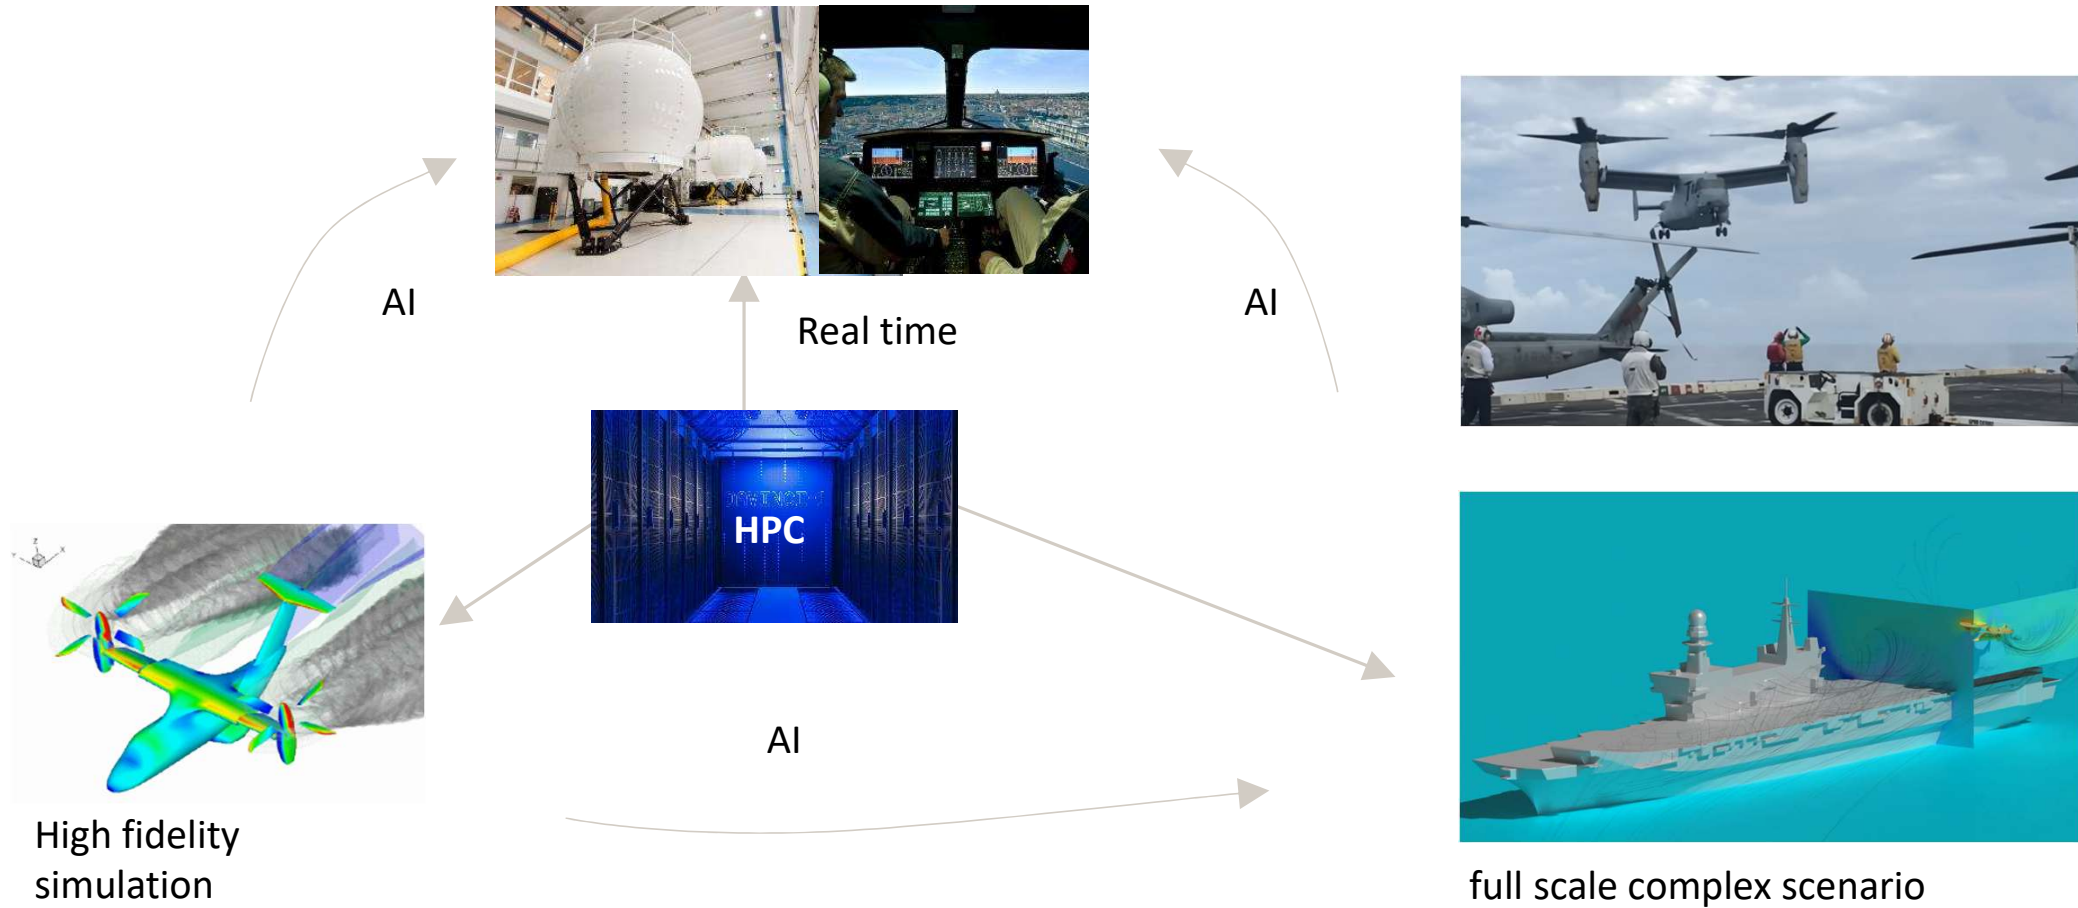 AI
AI
Real time
HPC
Z
Y
X
AI
High fidelity
simulation
full scale complex scenario